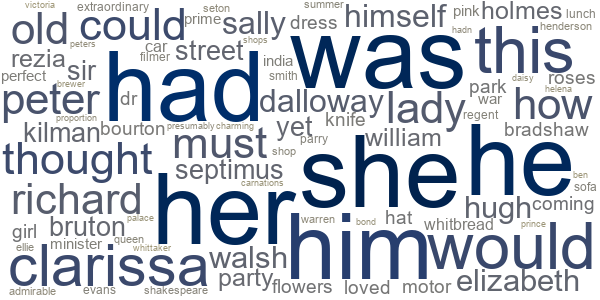 victoria extraordinary seton summer pink holmes lunch
old could prime sally dress himself hadn henderson
peters car shops
rezia filmer street was this
perfect sir india smith park daisy helena roses
brewer had war
peter dr dalloway lady how
proportion knife regent
kilman bourton presumably charming yet parry william bradshaw
thought must shop she he
septimus ben
richard her carnations sofa
palace warren bond hat hugh coming
girl bruton queen him whitbread prince
ellie minister whittaker walsh would
clarissa party
admirable evans shakespeare flowers loved motor elizabeth